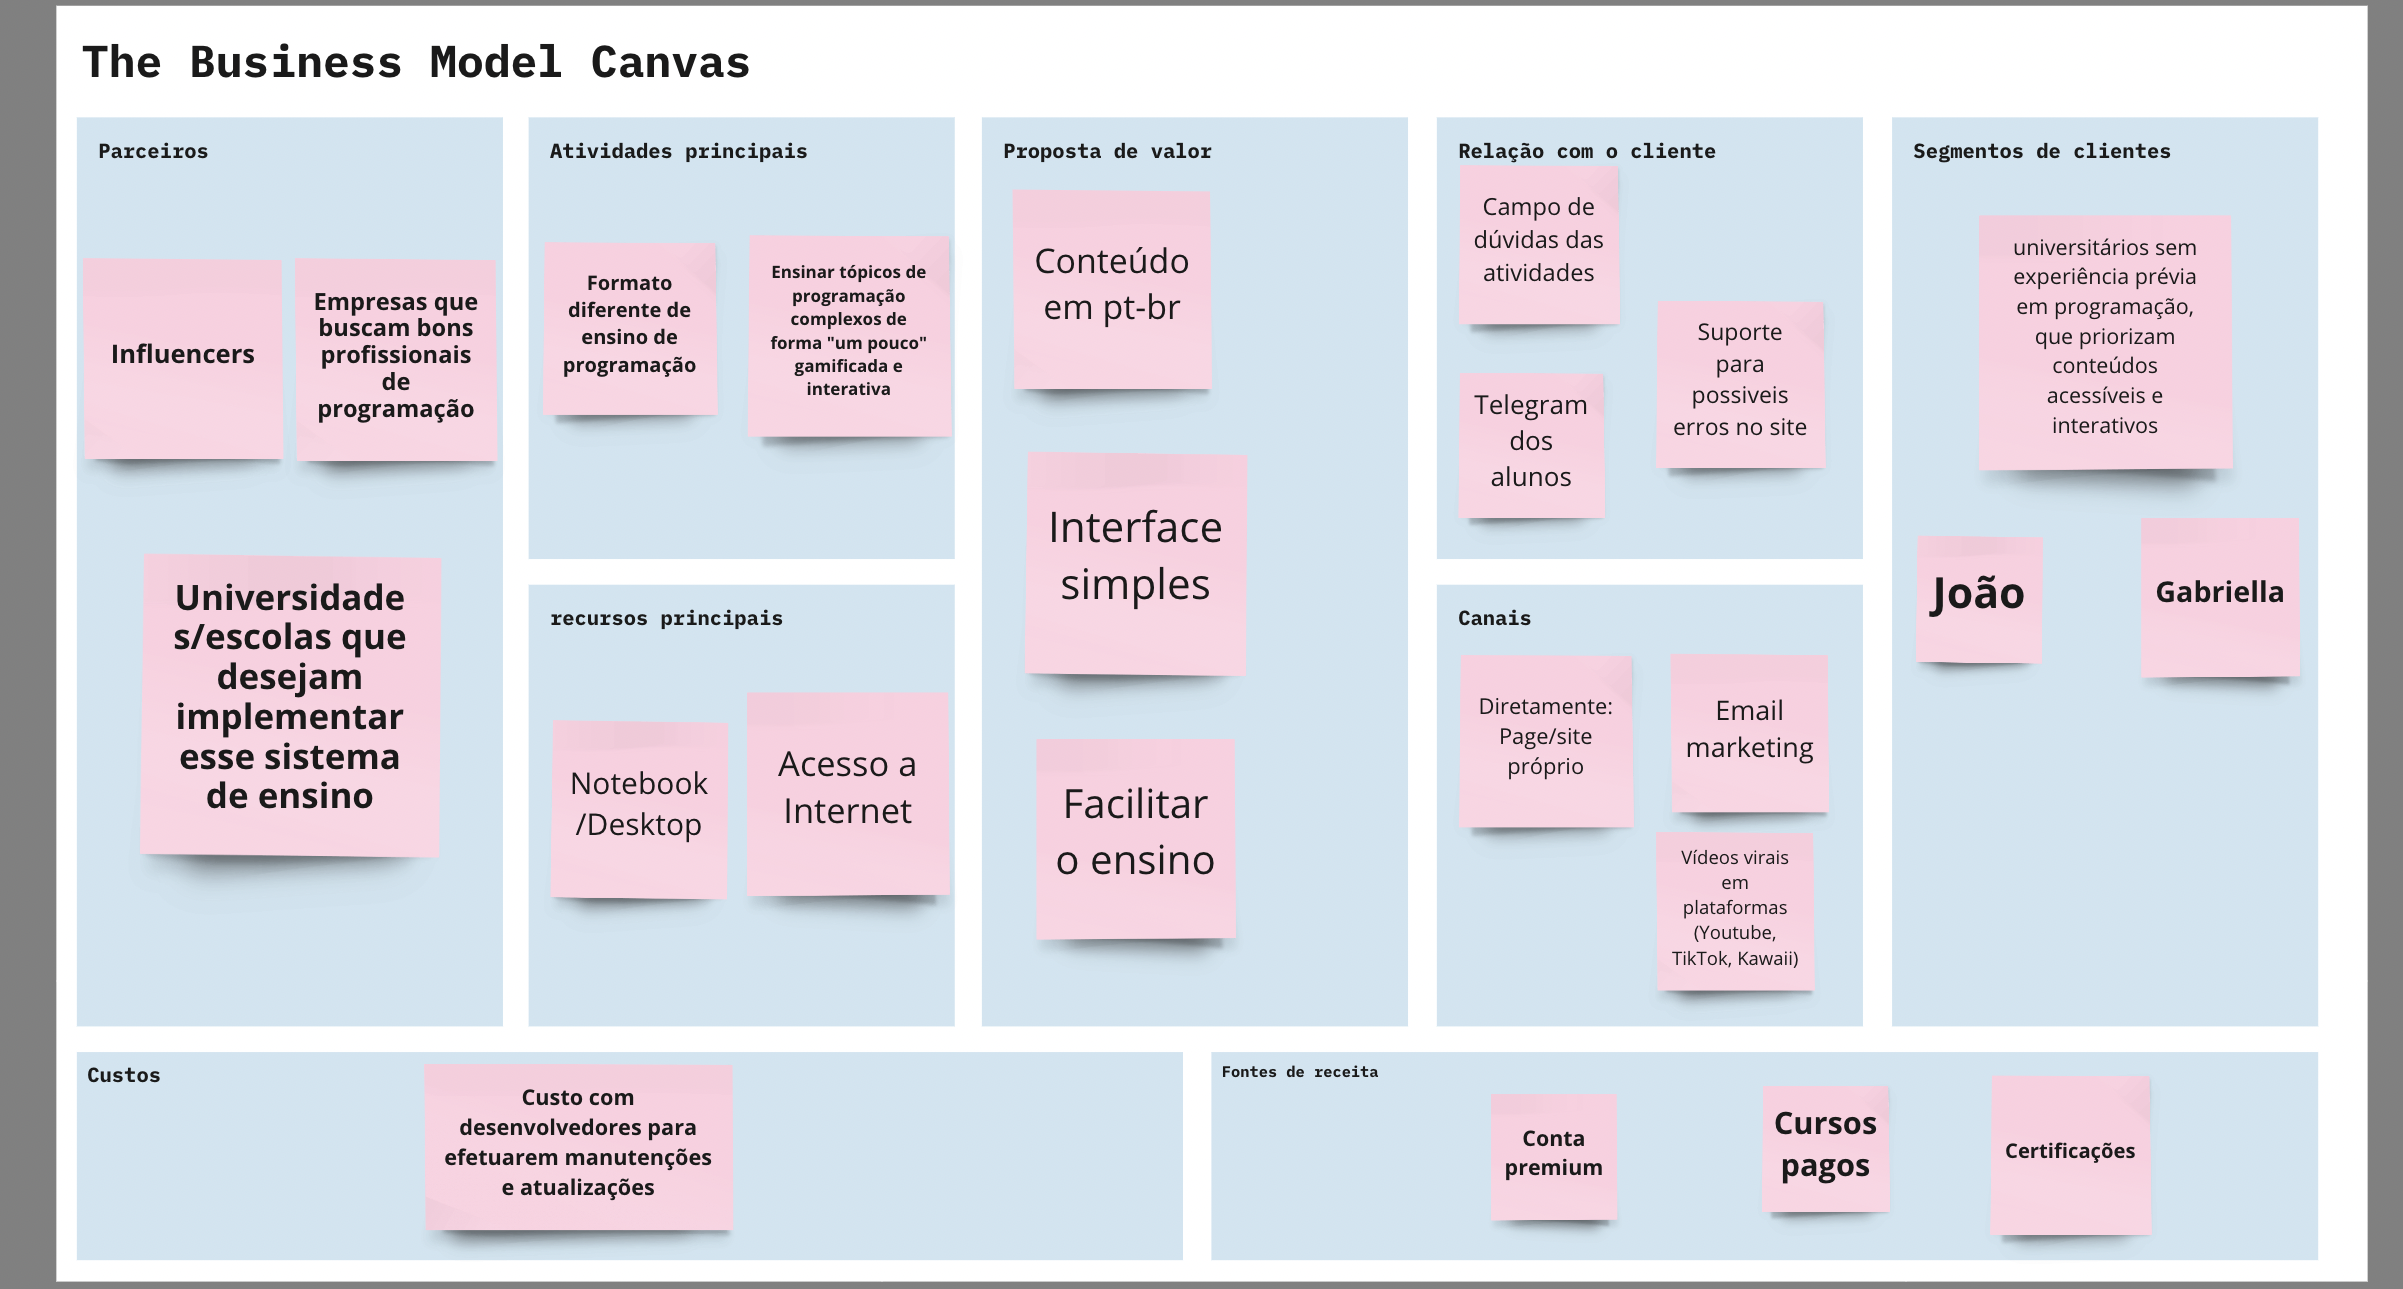 The Business Model Canvas
Parceiros
Influencers
Empresas que
buscam bons
profissionais
de
programação
Universidade
s/escolas que
desejam
implementar
esse sistema
de ensino
Atividades principais
Formato
diferente de
ensino de
programação
Ensinar tópicos de
programação
complexos de
forma "um pouco"
gamificada e
interativa
recursos principais
Notebook
/Desktop
Acesso a
Internet
Proposta de valor
Conteúdo
em pt-br
Interface
simples
Facilitar
o ensino
Relação com o cliente
Campo de
dúvidas das
atividades
Suporte
para
possiveis
erros no site
Telegram
dos
alunos
Canais
Diretamente:
Page/site
próprio
Email
marketing
Vídeos virais
em
plataformas
(Youtube,
TikTok, Kawaii)
Segmentos de clientes
universitários sem
experiência prévia
em programação,
que priorizam
conteúdos
acessíveis e
interativos
João
Gabriella
Custos
Custo com
desenvolvedores para
efetuarem manutenções
e atualizações
Fontes de receita
Conta
premium
Cursos
pagos
Certificações